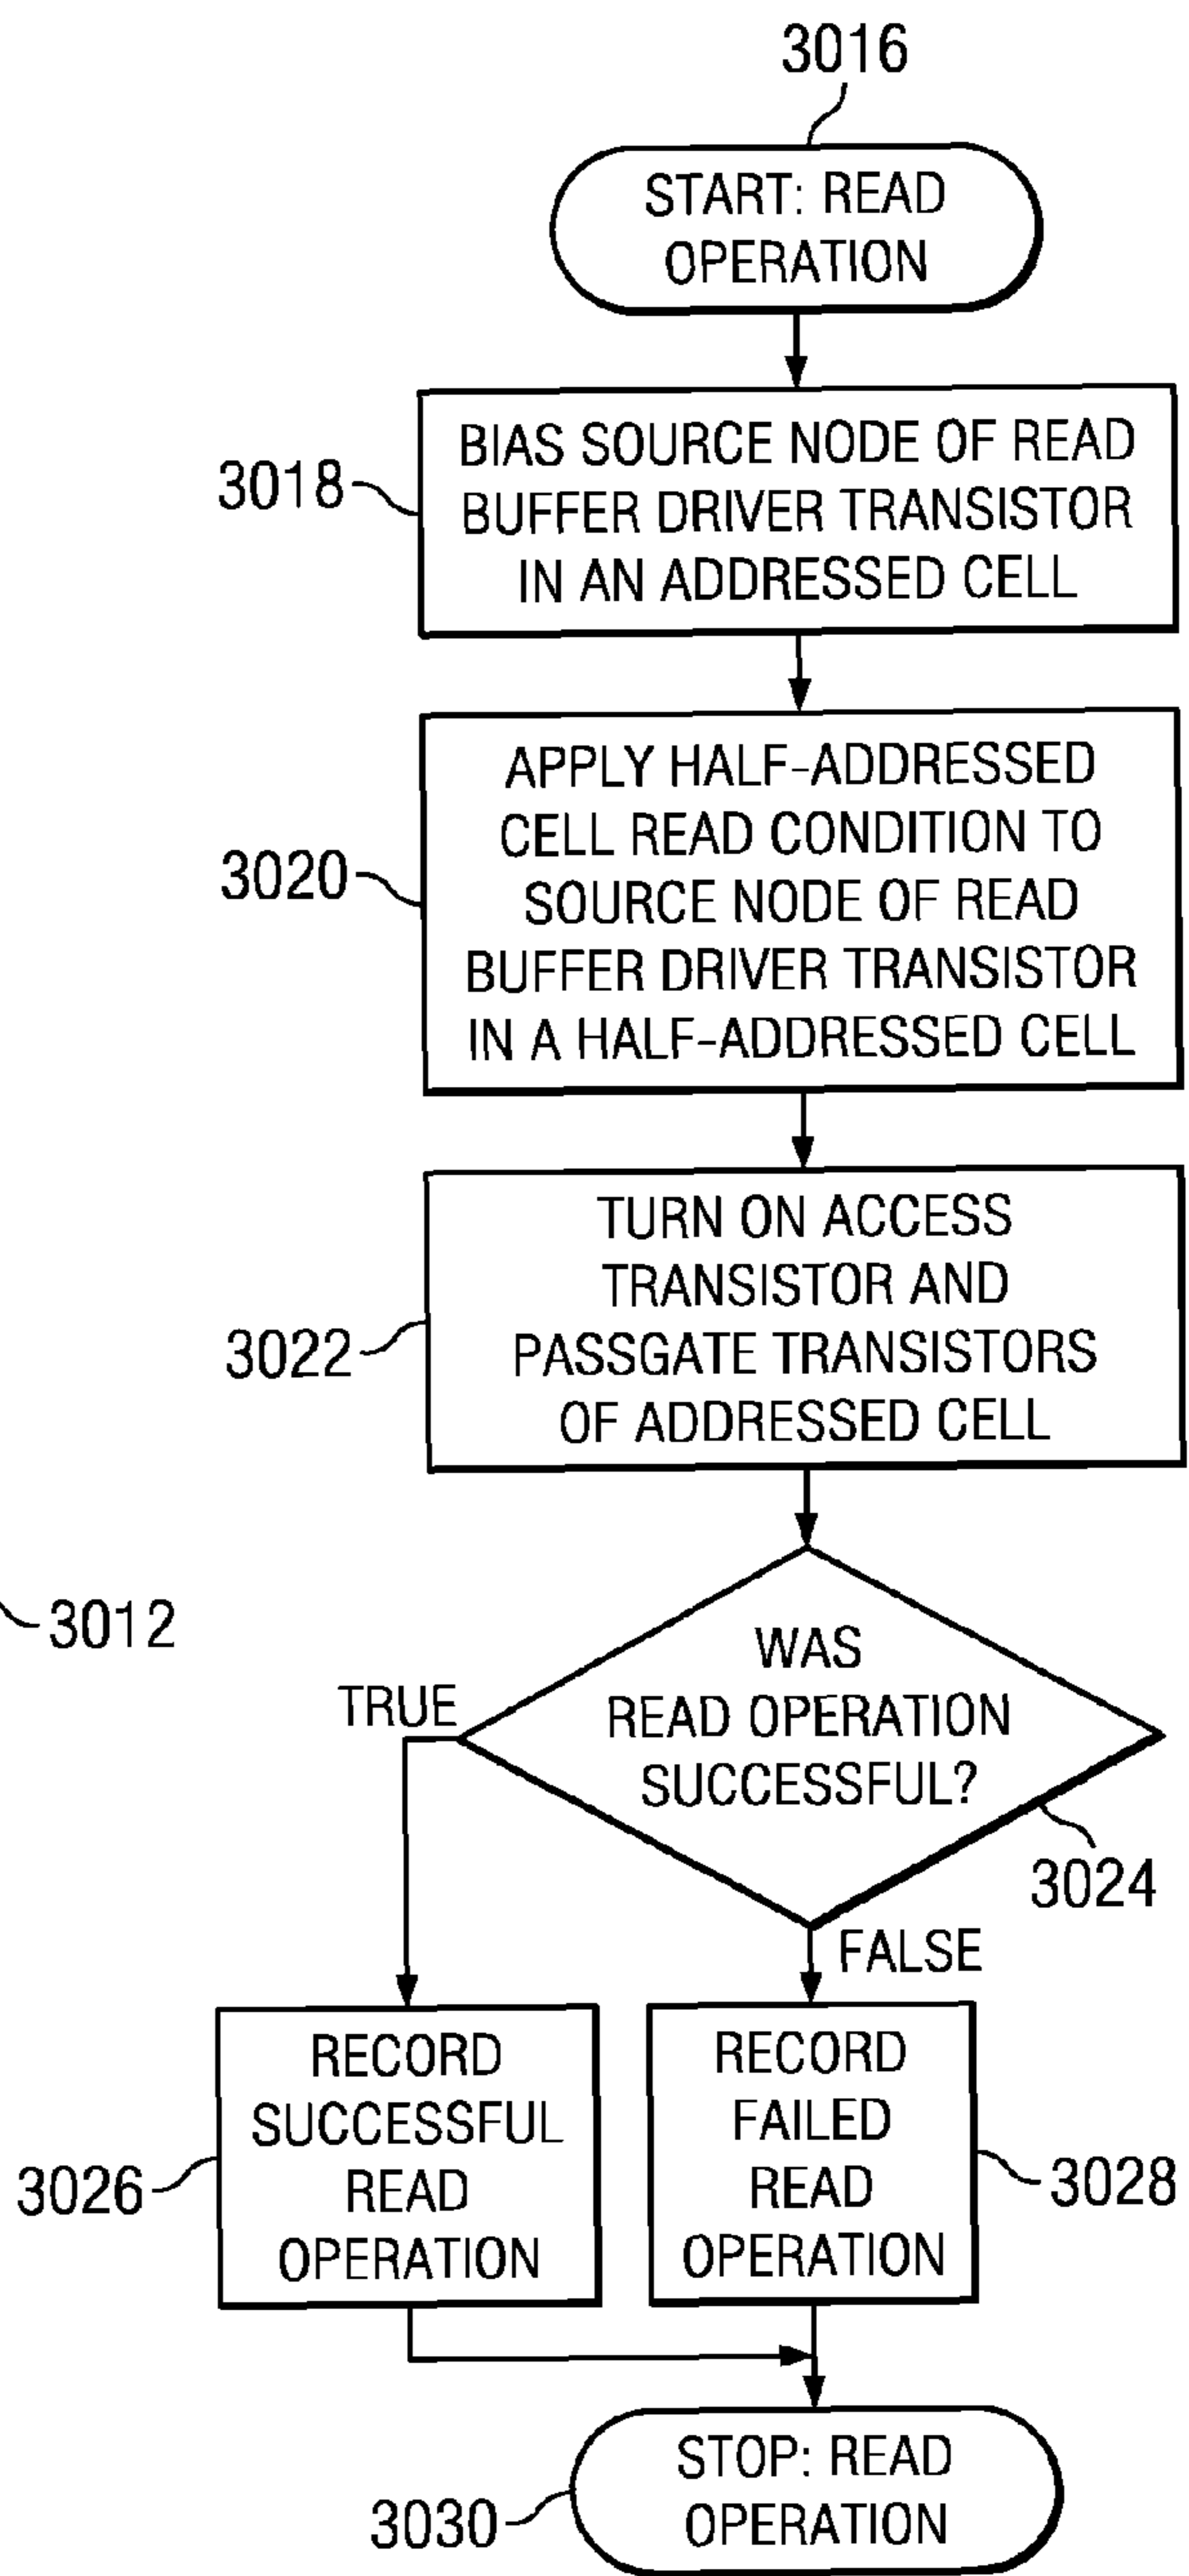 3016
START: READ
OPERATION
3018
BIAS SOURCE NODE OF READ
BUFFER DRIVER TRANSISTOR
IN AN ADDRESSED CELL
3020
APPLY HALF-ADDRESSED
CELL READ CONDITION TO
SOURCE NODE OF READ
BUFFER DRIVER TRANSISTOR
IN A HALF-ADDRESSED CELL
3022
TURN ON ACCESS
TRANSISTOR AND
PASSGATE TRANSISTORS
OF ADDRESSED CELL
3012
WAS
READ OPERATION
SUCCESSFUL?
TRUE
3024
FALSE
RECORD
SUCCESSFUL
READ
OPERATION
3026
RECORD
FAILED
READ
OPERATION
3028
STOP: READ
OPERATION
3030